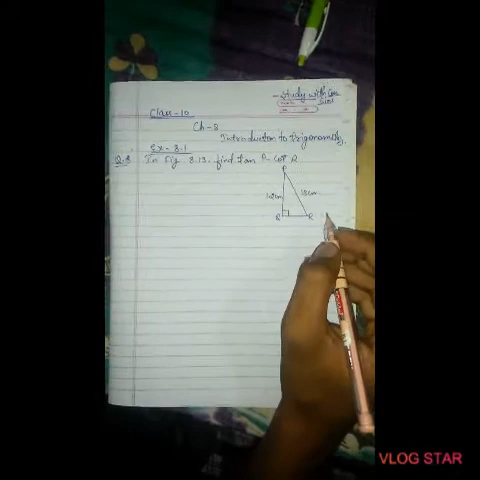 - Study with
Class-10
Ch-8
Introduction to trigonometry.
Ex - 8.1
Q.3 In Fig 8.13, find tan P - cot R
P
12cm 13cm
Q R
VLOG STAR